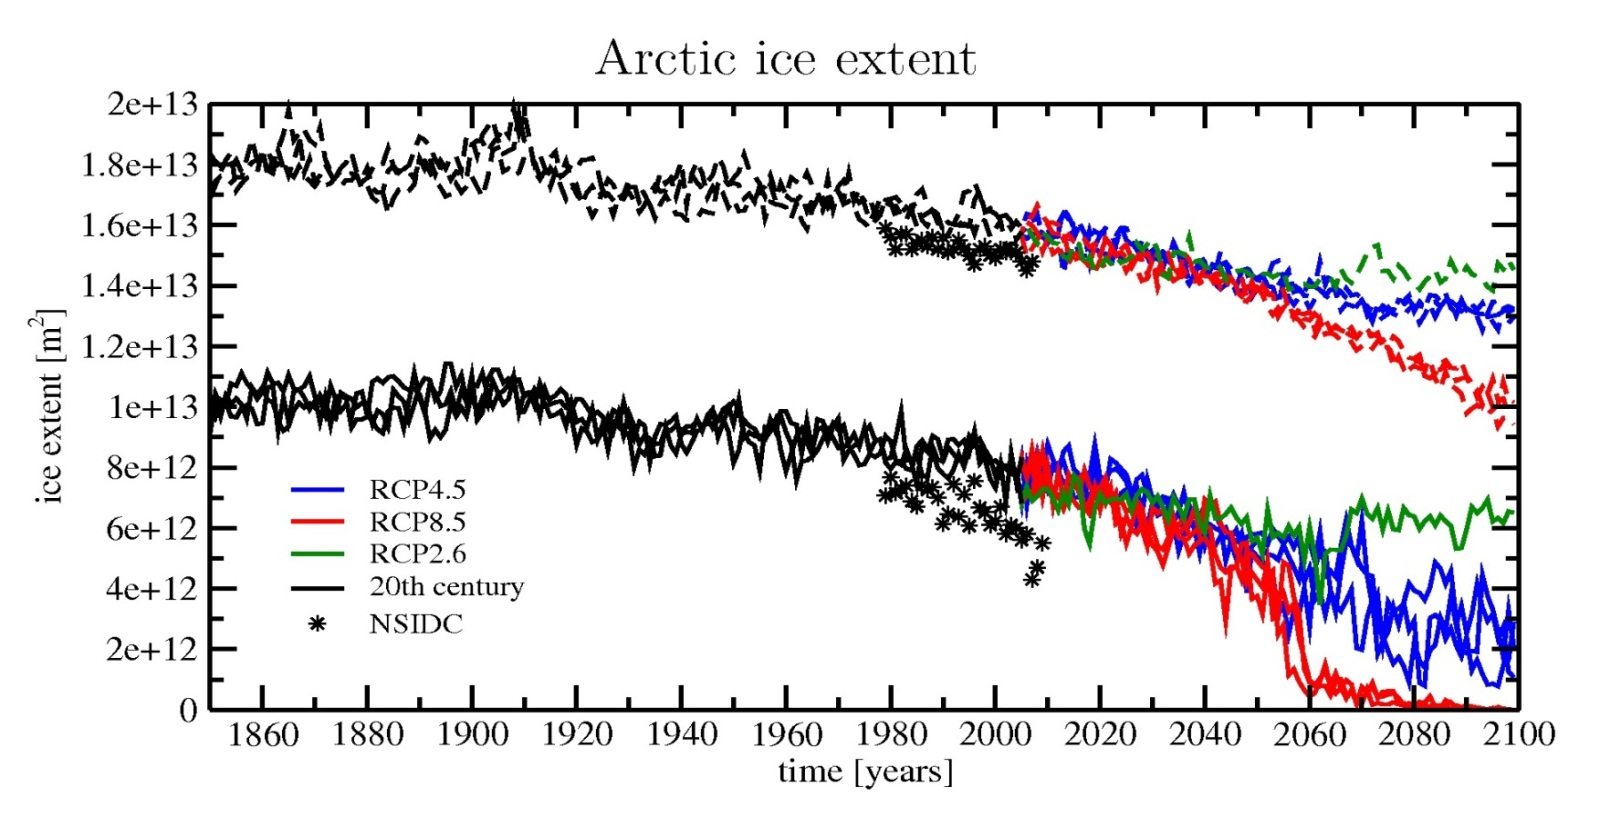 Arctic ice extent
2e+13
1.8e+13
1.6e+13
1.4e+13
1.2e+13
1e+13
8e+12
6e+12
4e+12
2e+12
0
ice extent [m²]
RCP4.5
RCP8.5
RCP2.6
20th century
NSIDC
1860 1880 1900 1920 1940 1960 1980 2000 2020 2040 2060 2080 2100
time [years]